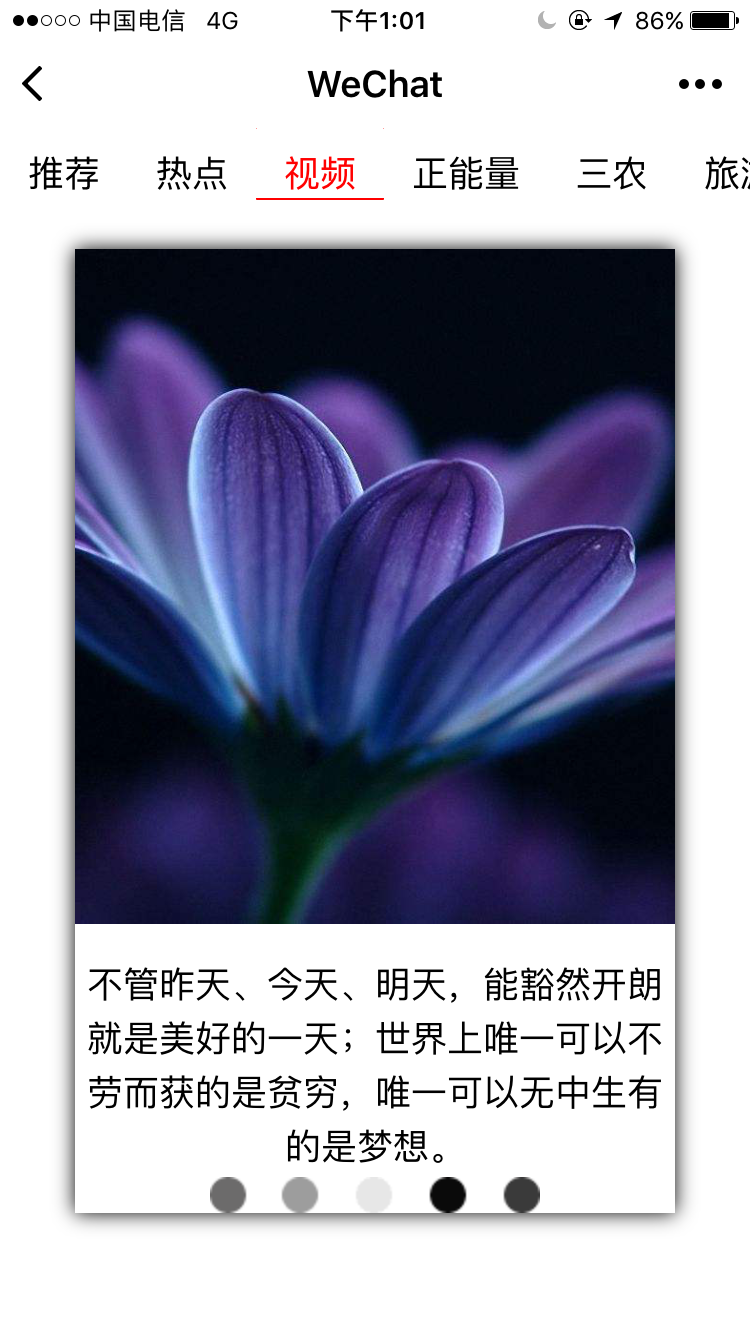 中国电信 4G 下午1:01 86%
WeChat
推荐 热点 视频 正能量 三农 旅
不管昨天、今天、明天，能豁然开朗
就是美好的一天；世界上唯一可以不
劳而获的是贫穷，唯一可以无中生有
的是梦想。